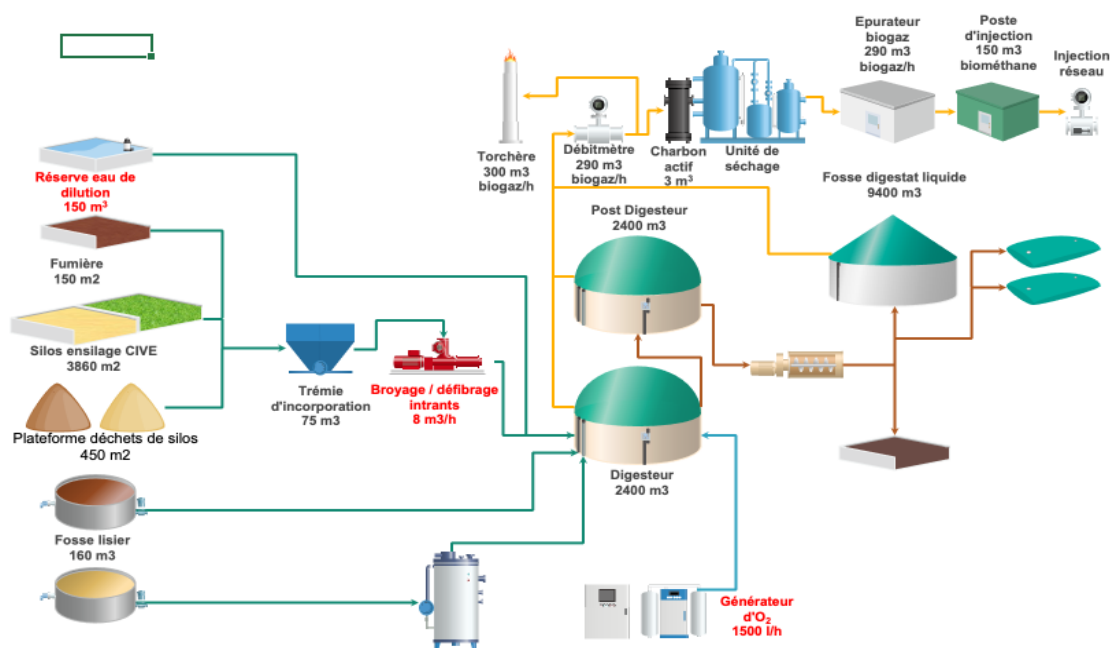 Epurateur
biogaz
290 m3
biogaz/h
Poste
d'injection
150 m3
biométhane
Injection
réseau
Torchère
300 m3
biogaz/h
Débitmètre
290 m3
biogaz/h
Charbon
actif
3 m³
Unité de
séchage
Réserve eau de
dilution
150 m³
Fosse digestat liquide
9400 m3
Post Digesteur
2400 m3
Fumière
150 m2
Silos ensilage CIVE
3860 m2
Trémie
d'incorporation
75 m3
Broyage / défibrage
intrants
8 m3/h
Plateforme déchets de silos
450 m2
Digesteur
2400 m3
Fosse lisier
160 m3
Générateur
d'O₂
1500 l/h